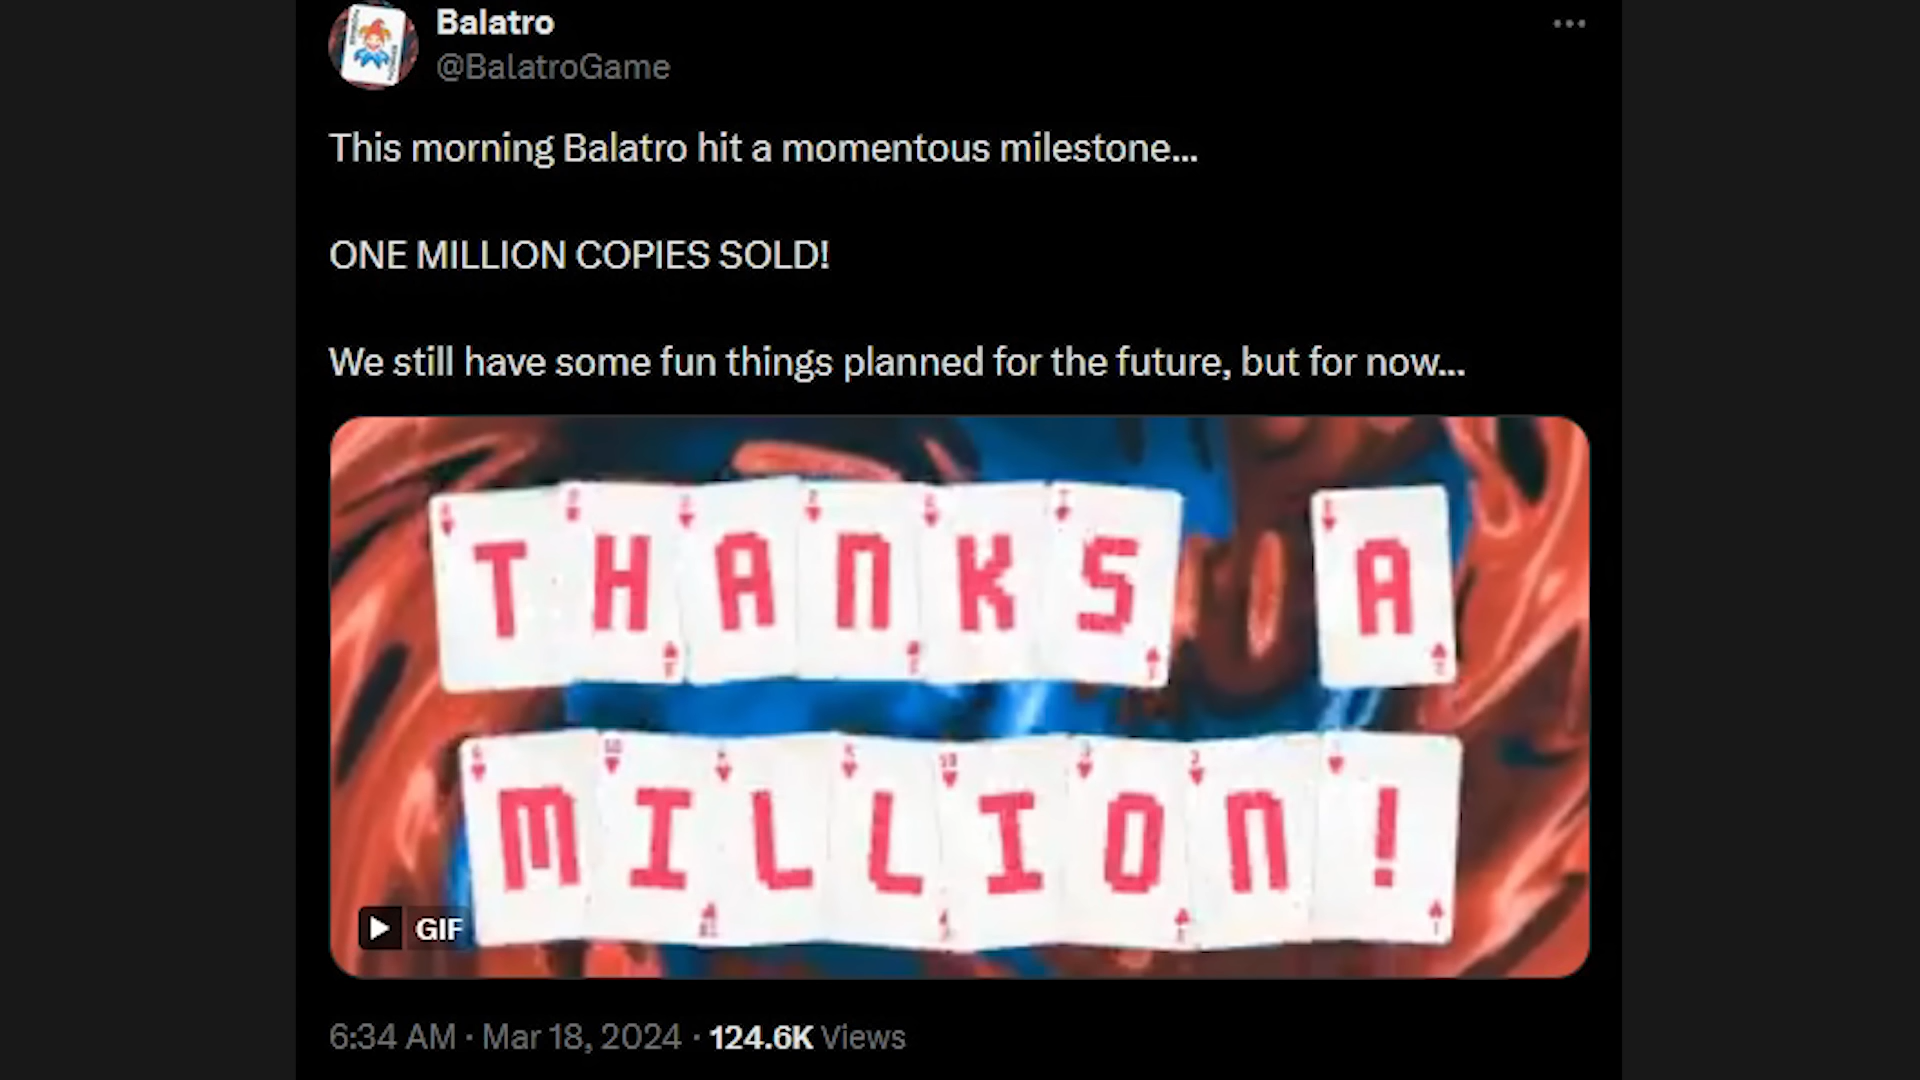 Balatro
@BalatroGame
This morning Balatro hit a momentous milestone...
ONE MILLION COPIES SOLD!
We still have some fun things planned for the future, but for now...
THANKS A
MILLION!
GIF
6:34 AM · Mar 18, 2024 · 124.6K Views